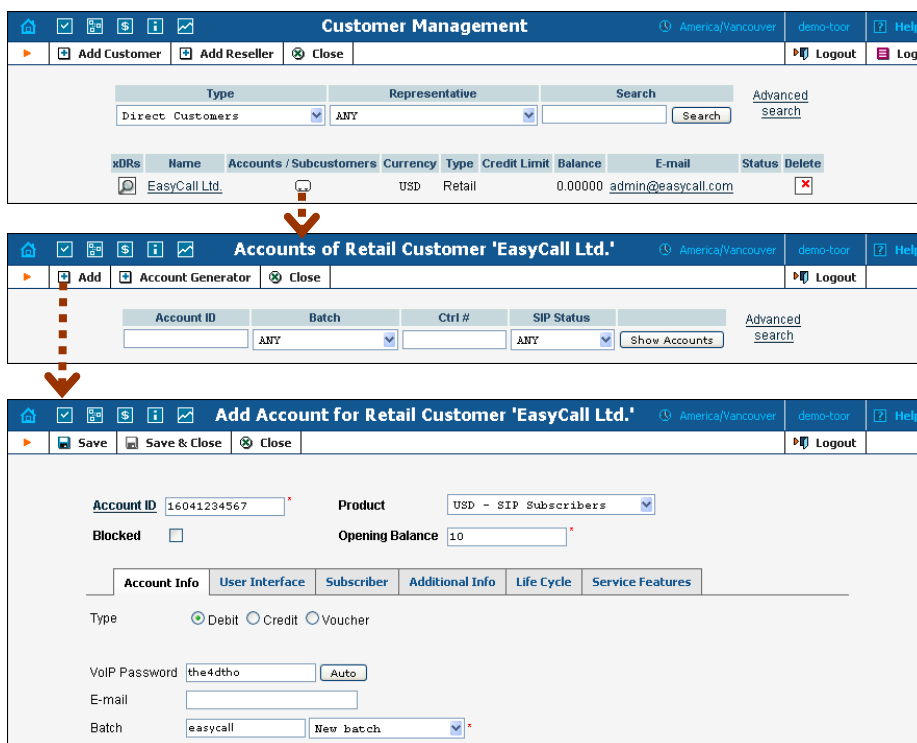 Customer Management America/Vancouver demo-toor ? Help
Add Customer Add Reseller Close Logout Log
Type Representative Search
Advanced search
Direct Customers ANY Search
xDRs Name Accounts / Subcustomers Currency Type Credit Limit Balance E-mail Status Delete
EasyCall Ltd. USD Retail 0.00000 admin@easycall.com
Accounts of Retail Customer 'EasyCall Ltd.' America/Vancouver demo-toor ? Help
Add Account Generator Close Logout
Account ID Batch Ctrl # SIP Status
Advanced search
ANY ANY Show Accounts
Add Account for Retail Customer 'EasyCall Ltd.' America/Vancouver demo-toor ? Help
Save Save & Close Close Logout
Account ID 16041234567 * Product USD - SIP Subscribers
Blocked Opening Balance 10 *
Account Info User Interface Subscriber Additional Info Life Cycle Service Features
Type Debit Credit Voucher
VoIP Password the4dtho Auto
E-mail
Batch easycall New batch *